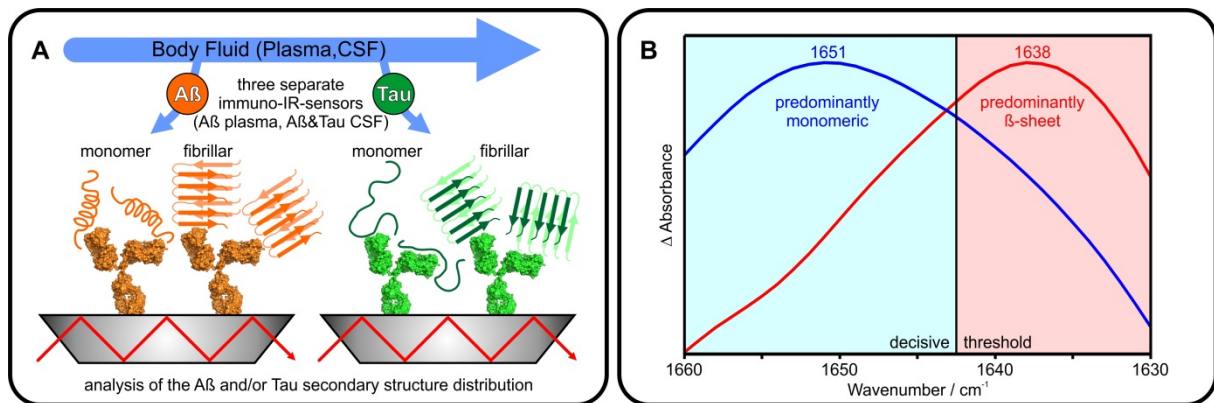 A
Body Fluid (Plasma,CSF)
Aß
three separate
immuno-IR-sensors
(Aß plasma, Aß&Tau CSF)
Tau
monomer
fibrillar
monomer
fibrillar
analysis of the Aß and/or Tau secondary structure distribution
B
1651
1638
predominantly
monomeric
predominantly
ß-sheet
Δ Absorbance
decisive
threshold
1660
1650
1640
1630
Wavenumber / cm⁻¹